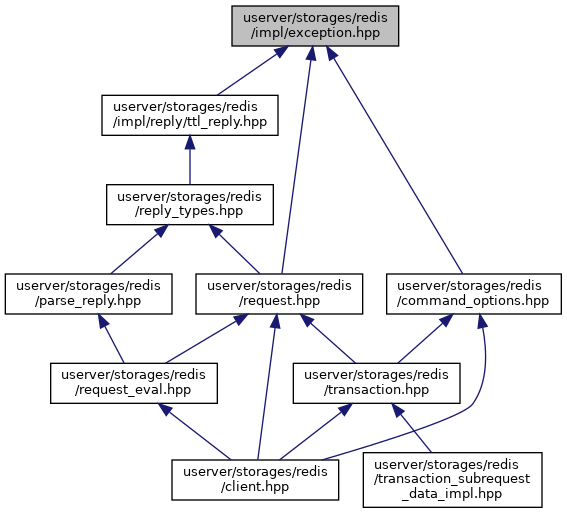 userver/storages/redis
/impl/exception.hpp
userver/storages/redis
/impl/reply/ttl_reply.hpp
userver/storages/redis
/reply_types.hpp
userver/storages/redis
/parse_reply.hpp
userver/storages/redis
/request.hpp
userver/storages/redis
/command_options.hpp
userver/storages/redis
/request_eval.hpp
userver/storages/redis
/transaction.hpp
userver/storages/redis
/client.hpp
userver/storages/redis
/transaction_subrequest
_data_impl.hpp